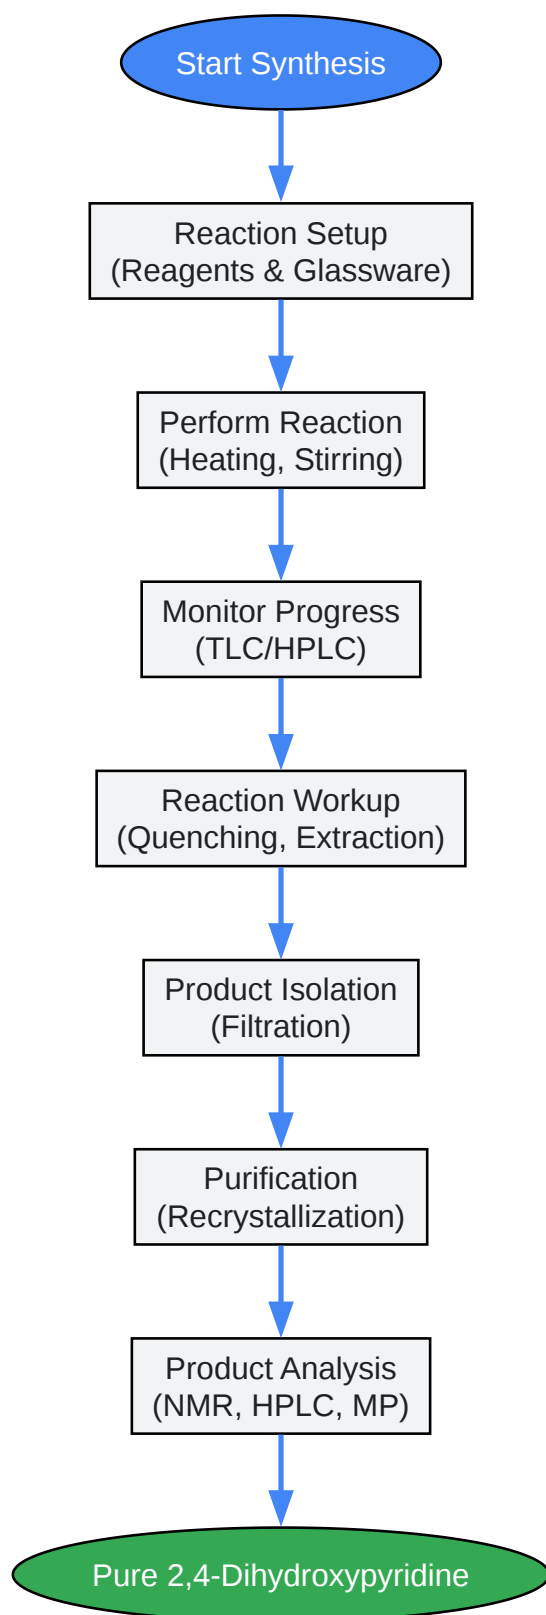 Start Synthesis
Reaction Setup
(Reagents & Glassware)
Perform Reaction
(Heating, Stirring)
Monitor Progress
(TLC/HPLC)
Reaction Workup
(Quenching, Extraction)
Product Isolation
(Filtration)
Purification
(Recrystallization)
Product Analysis
(NMR, HPLC, MP)
Pure 2,4-Dihydroxypyridine